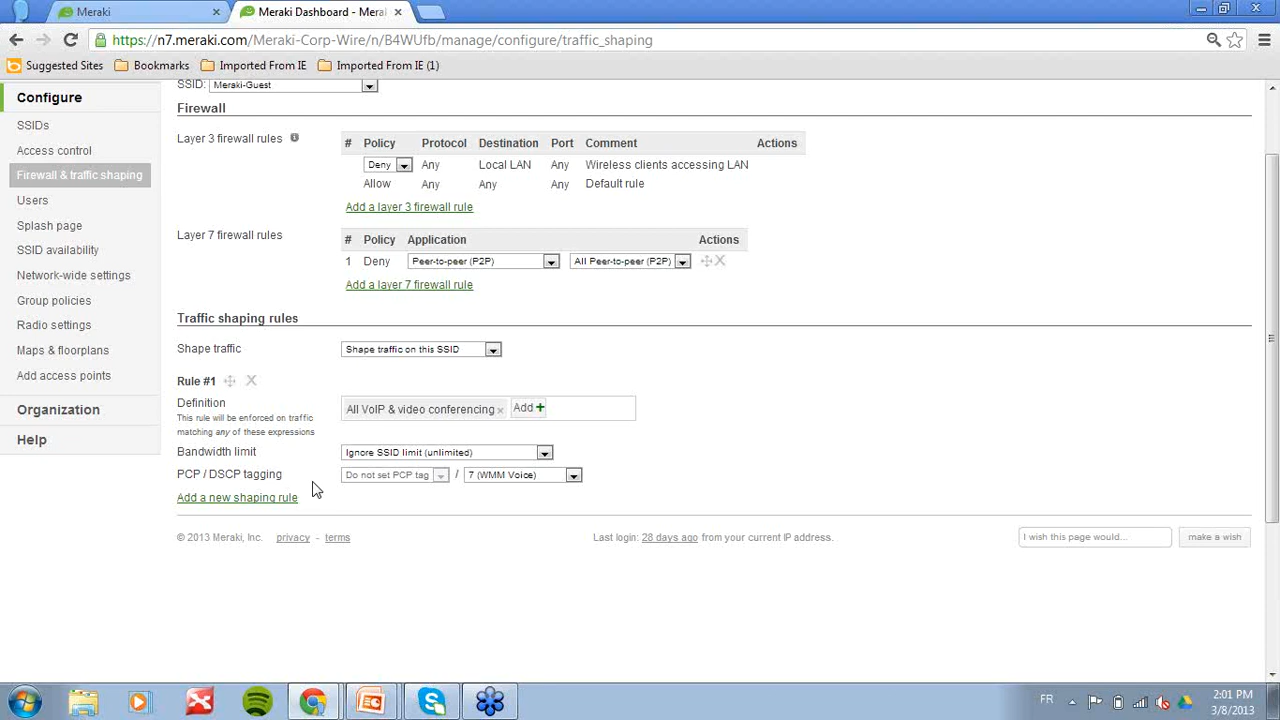 Meraki ×
Meraki Dashboard - Mera ×
https://n7.meraki.com/Meraki-Corp-Wire/n/B4WUfb/manage/configure/traffic_shaping
Suggested Sites Bookmarks Imported From IE Imported From IE (1)
Configure
SSIDs
Access control
Firewall & traffic shaping
Users
Splash page
SSID availability
Network-wide settings
Group policies
Radio settings
Maps & floorplans
Add access points
Organization
Help
SSID: Meraki-Guest
Firewall
Layer 3 firewall rules
# Policy Protocol Destination Port Comment Actions
Deny Any Local LAN Any Wireless clients accessing LAN
Allow Any Any Any Default rule
Add a layer 3 firewall rule
Layer 7 firewall rules
# Policy Application Actions
1 Deny Peer-to-peer (P2P) All Peer-to-peer (P2P) X
Add a layer 7 firewall rule
Traffic shaping rules
Shape traffic Shape traffic on this SSID
Rule #1 X
Definition
This rule will be enforced on traffic
matching any of these expressions
All VoIP & video conferencing × Add +
Bandwidth limit Ignore SSID limit (unlimited)
PCP / DSCP tagging Do not set PCP tag / 7 (WMM Voice)
Add a new shaping rule
© 2013 Meraki, Inc. privacy - terms
Last login: 28 days ago from your current IP address.
I wish this page would... make a wish
FR
2:01 PM
3/8/2013